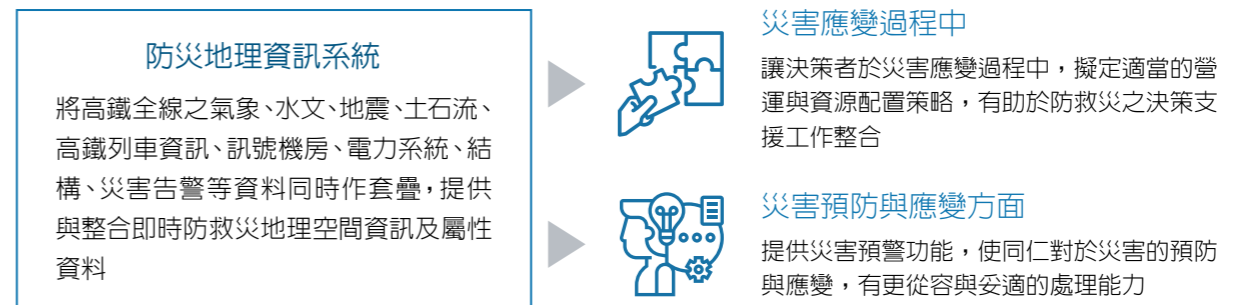 防災地理資訊系統
將高鐵全線之氣象、水文、地震、土石流、
高鐵列車資訊、訊號機房、電力系統、結
構、災害告警等資料同時作套疊，提供
與整合即時防救災地理空間資訊及屬性
資料
災害應變過程中
讓決策者於災害應變過程中，擬定適當的營
運與資源配置策略，有助於防救災之決策支
援工作整合
災害預防與應變方面
提供災害預警功能，使同仁對於災害的預防
與應變，有更從容與妥適的處理能力